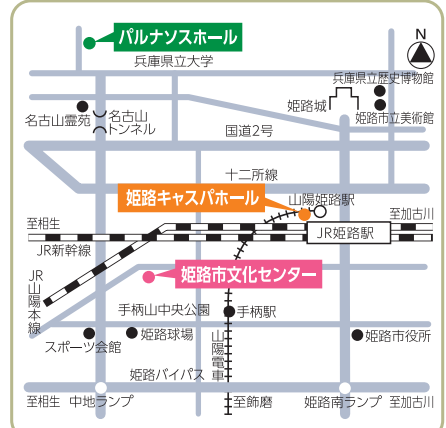 パルナソスホール
N
兵庫県立大学
兵庫県立歴史博物館
姫路城
名古山霊苑
名古山
トンネル
姫路市立美術館
国道2号
十二所線
姫路キャスパホール
山陽姫路駅
至相生
至加古川
JR新幹線
JR姫路駅
姫路市文化センター
JR山陽本線
手柄山中央公園
手柄駅
スポーツ会館
姫路球場
山陽電車
姫路市役所
姫路バイパス
至相生
中地ランプ
至飾磨
姫路南ランプ
至加古川